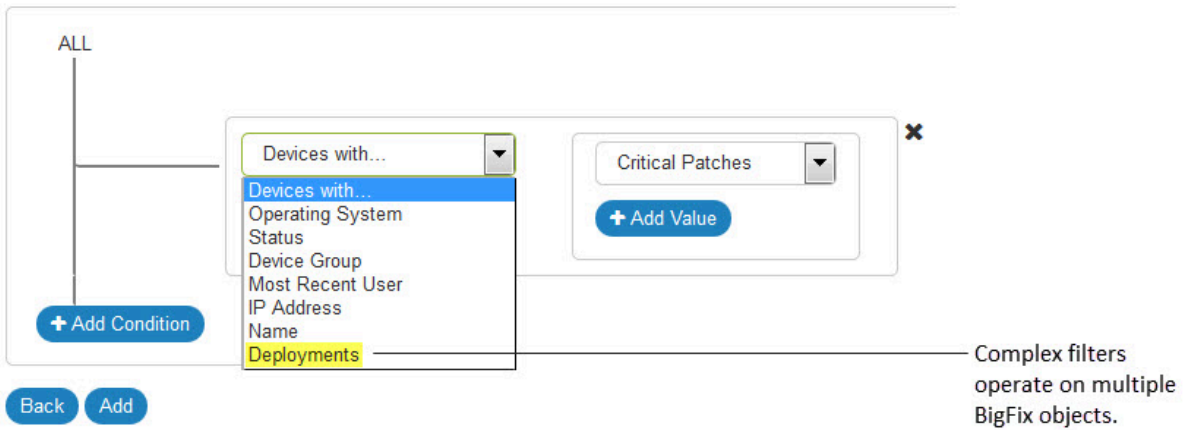 ALL
Devices with...
Critical Patches
Devices with...
Operating System
Add Value
Status
Device Group
Most Recent User
IP Address
Add Condition
Name
Deployments
Complex filters
operate on multiple
BigFix objects.
Back
Add